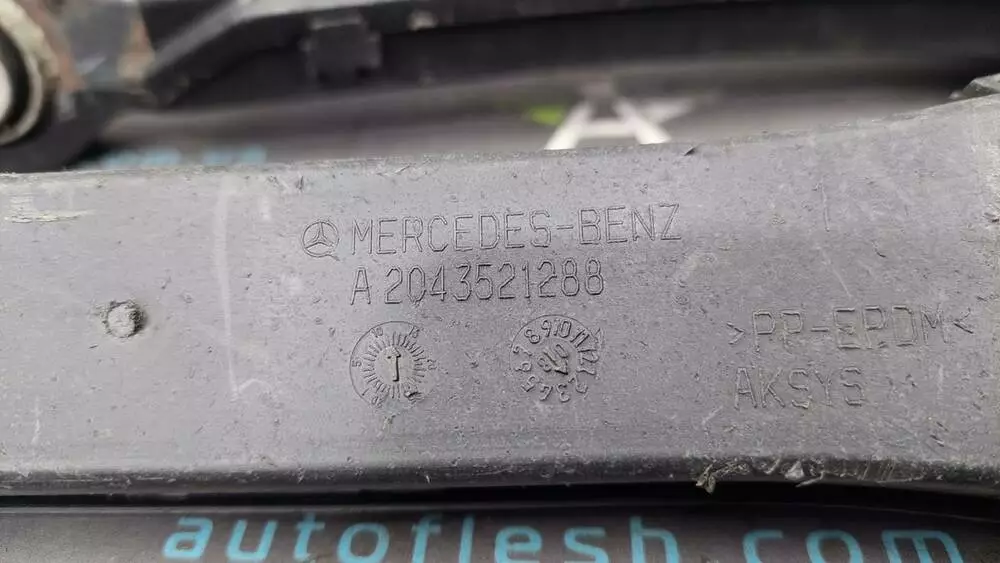 MERCEDES-BENZ
A 2043521288
>PP-EPDM<
AKSYS
autoflesh.com